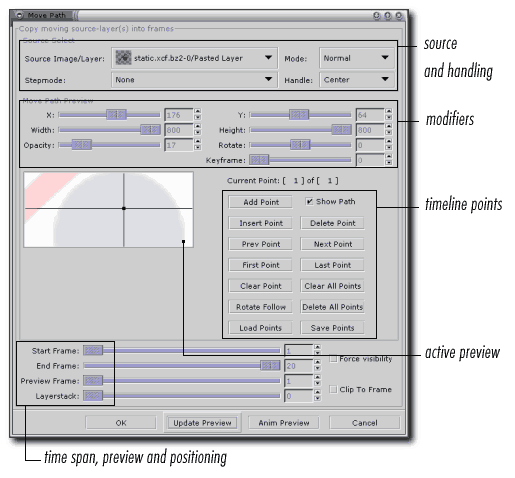 Move Path
Copy moving source-layer(s) into frames
Source Select
Source Image/Layer: static.xcf.bz2-0/Pasted Layer Mode: Normal
Stepmode: None Handle: Center
source
and handling
Move Path Preview
X: 176 Y: 64
Width: 800 Height: 800
Opacity: 17 Rotate: 0
Keyframe: 0
modifiers
Current Point: [ 1 ] of [ 1 ]
Add Point Show Path
Insert Point Delete Point
Prev Point Next Point
First Point Last Point
Clear Point Clear All Points
Rotate Follow Delete All Points
Load Points Save Points
timeline points
active preview
Start Frame: 1
End Frame: 20 Force visibility
Preview Frame: 1
Layerstack: 0 Clip To Frame
OK Update Preview Anim Preview Cancel
time span, preview and positioning